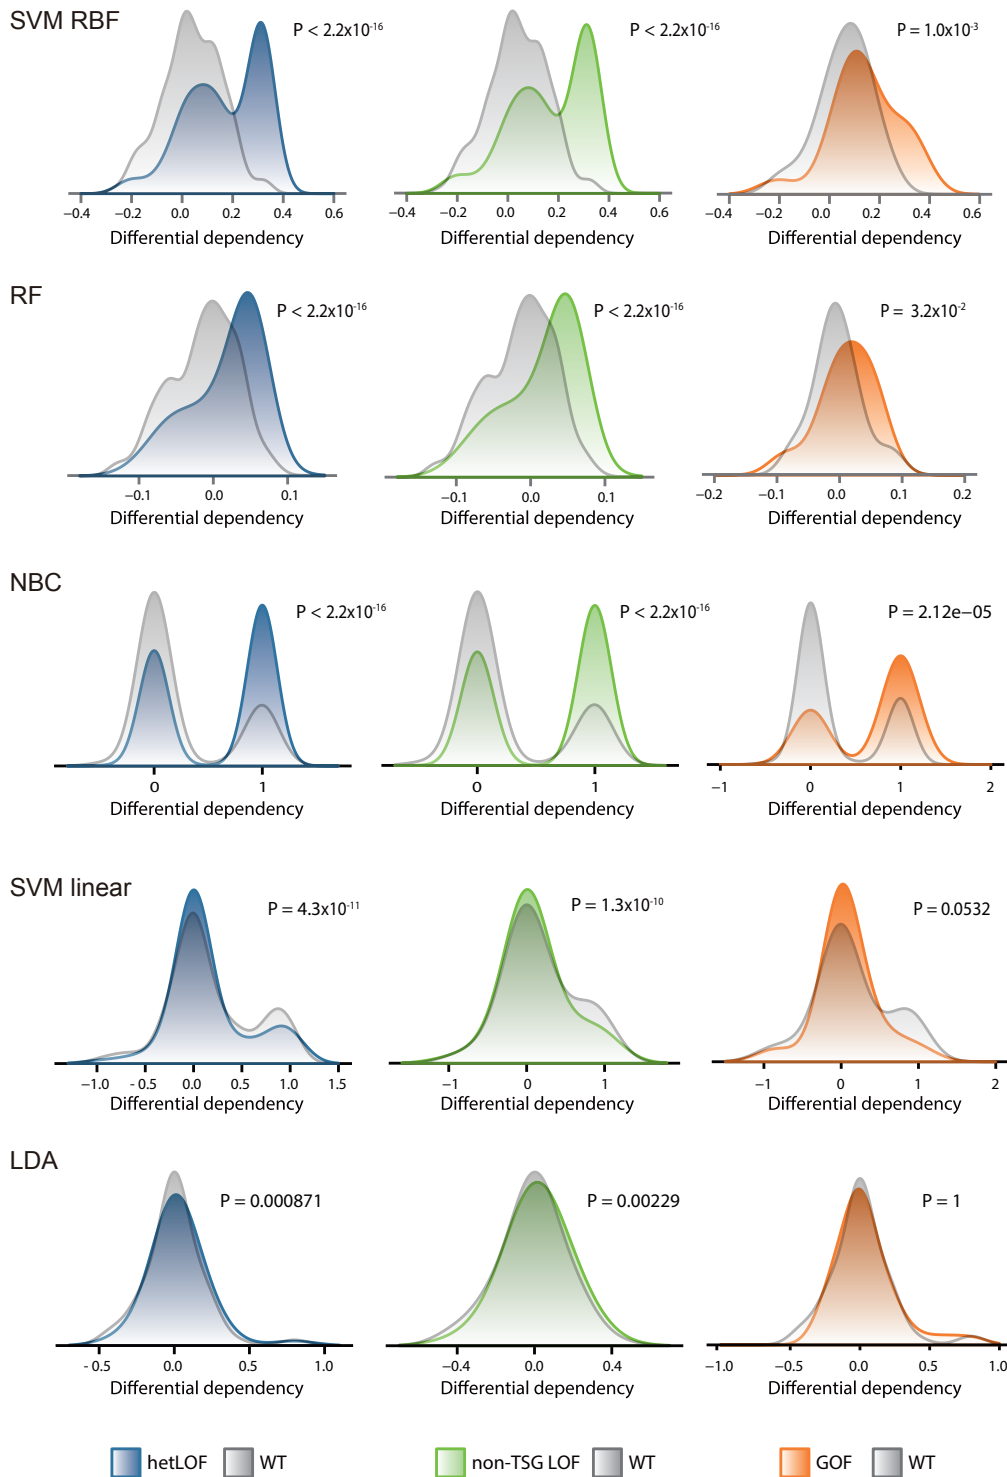 SVM RBF
P < 2.2x10-16
P < 2.2x10-16
P = 1.0x10-3
−0.4 −0.2 0.0 0.2 0.4 0.6
−0.4 −0.2 0.0 0.2 0.4 0.6
−0.4 −0.2 0.0 0.2 0.4 0.6
Differential dependency
Differential dependency
Differential dependency
RF
P < 2.2x10-16
P < 2.2x10-16
P = 3.2x10-2
−0.1 0.0 0.1
−0.1 0.0 0.1
−0.2 −0.1 0.0 0.1 0.2
Differential dependency
Differential dependency
Differential dependency
NBC
P < 2.2x10-16
P < 2.2x10-16
P = 2.12e−05
0 1
0 1
−1 0 1 2
Differential dependency
Differential dependency
Differential dependency
SVM linear
P = 4.3x10-11
P = 1.3x10-10
P = 0.0532
−1.0 - 0.5 0.0 0.5 1.0 1.5
−1 0 1
−1 0 1 2
Differential dependency
Differential dependency
Differential dependency
LDA
P = 0.000871
P = 0.00229
P = 1
- 0.5 0.0 0.5 1.0
−0.4 0.0 0.4
−1.0 −0.5 0.0 0.5 1.0
Differential dependency
Differential dependency
Differential dependency
hetLOF WT
non-TSG LOF WT
GOF WT